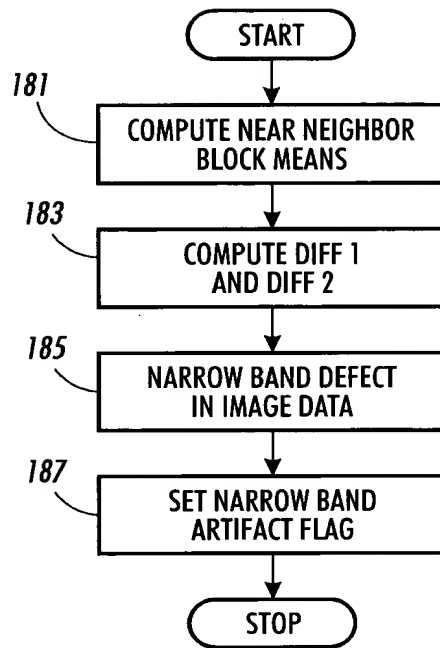 START
181
COMPUTE NEAR NEIGHBOR
BLOCK MEANS
183
COMPUTE DIFF 1
AND DIFF 2
185
NARROW BAND DEFECT
IN IMAGE DATA
187
SET NARROW BAND
ARTIFACT FLAG
STOP